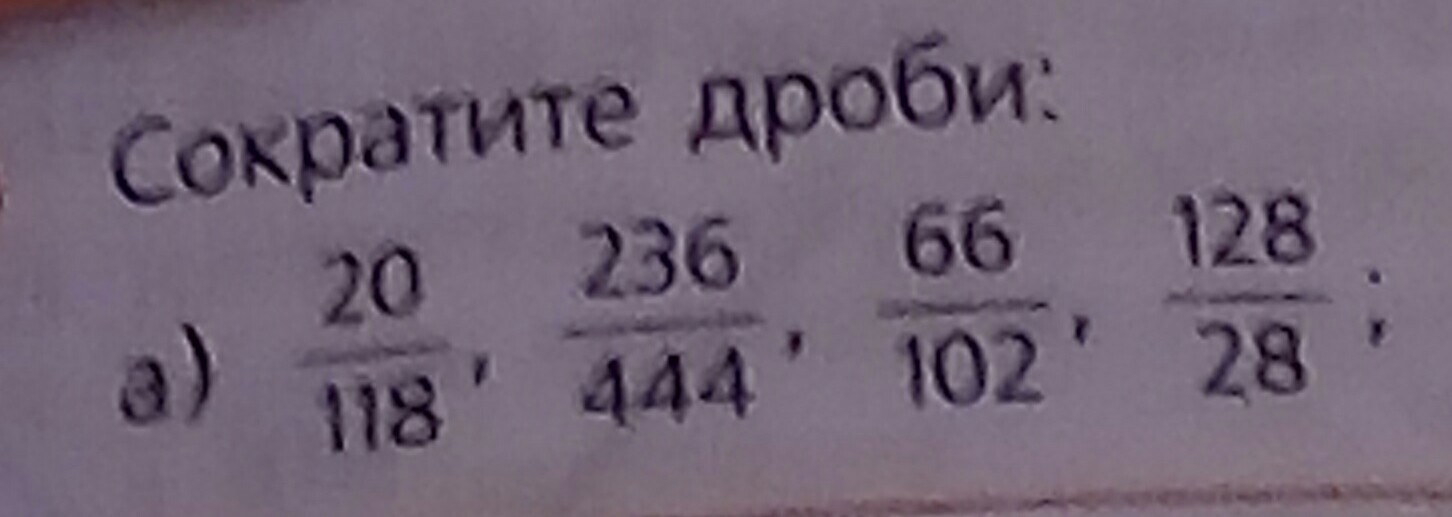 Сократите дроби:
а) 20/118, 236/444, 66/102, 128/28;